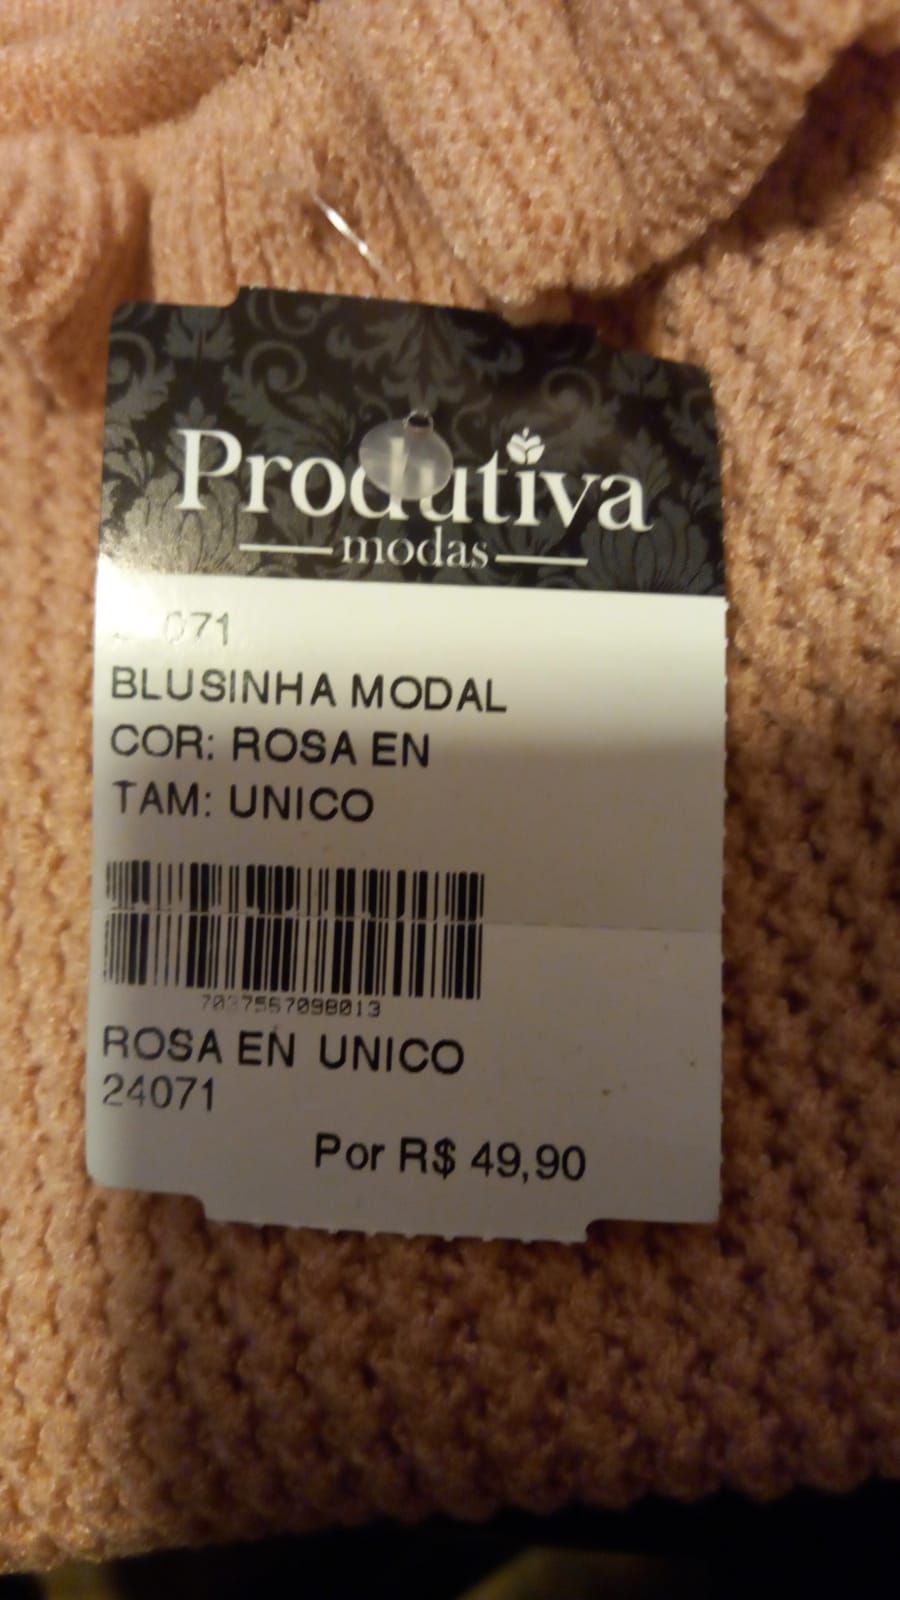 Produtiva
modas
071
BLUSINHA MODAL
COR: ROSA EN
TAM: UNICO
7037567098013
ROSA EN UNICO
24071
Por R$ 49,90